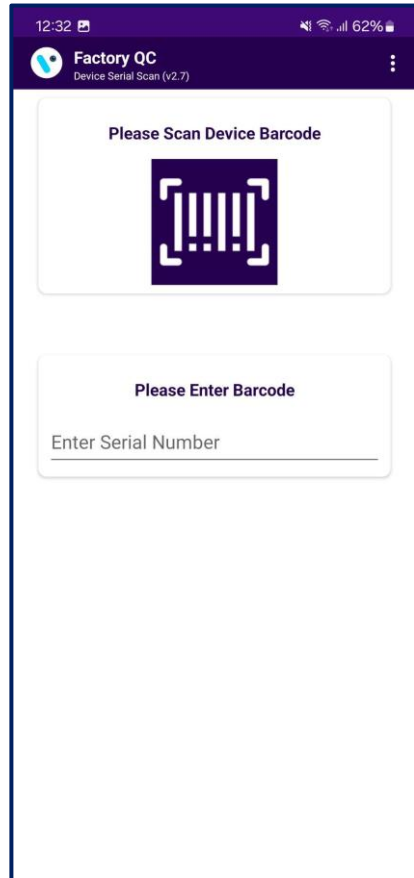 12:32
62%
Factory QC
Device Serial Scan (v2.7)
Please Scan Device Barcode
Please Enter Barcode
Enter Serial Number